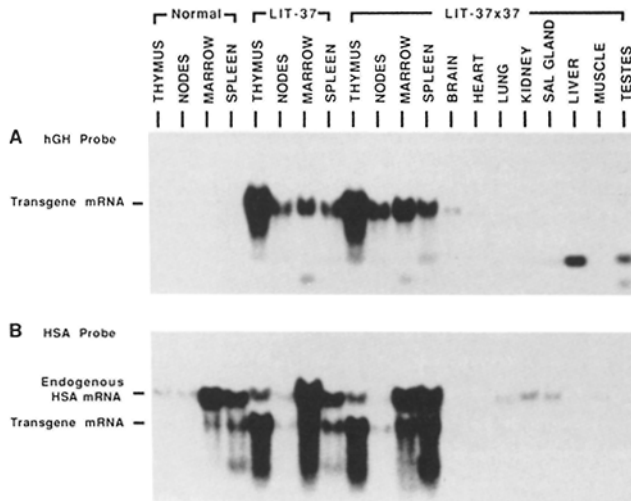 Normal LIT-37 LIT-37x37
THYMUS NODES MARROW SPLEEN THYMUS NODES MARROW SPLEEN THYMUS NODES MARROW SPLEEN BRAIN HEART LUNG KIDNEY SAL GLAND LIVER MUSCLE TESTES
A hGH Probe
Transgene mRNA
B HSA Probe
Endogenous
HSA mRNA
Transgene mRNA